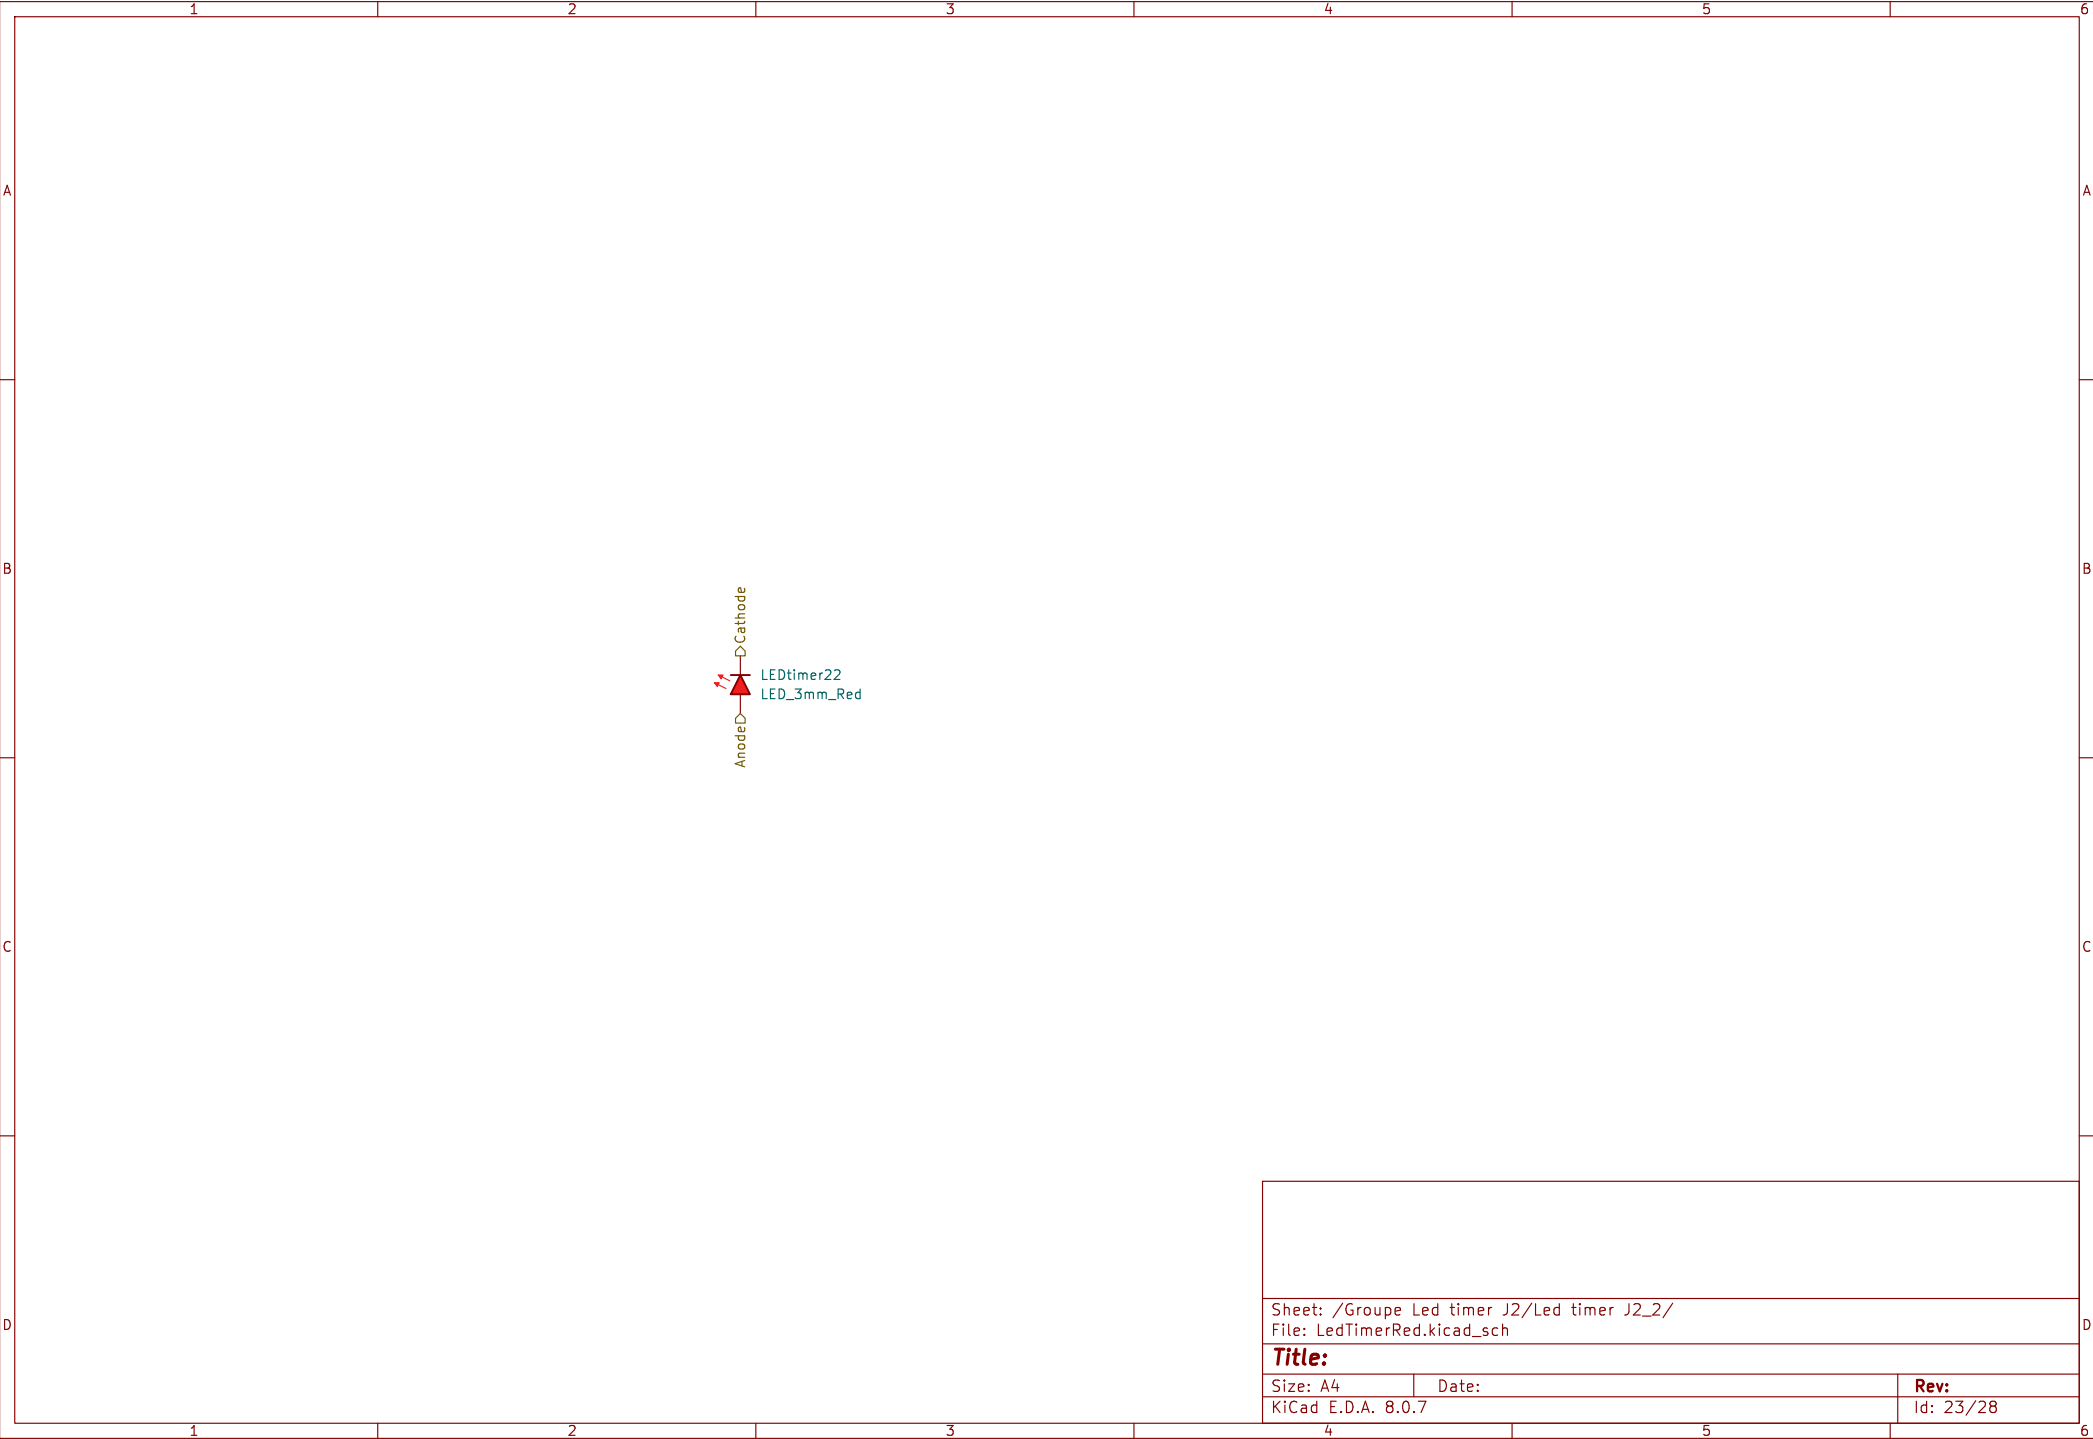 1 2 3 4 5 6
A A
B B
Cathode
LEDtimer22
LED_3mm_Red
Anode
C C
Sheet: /Groupe Led timer J2/Led timer J2_2/
File: LedTimerRed.kicad_sch
D D
Title:
Size: A4 Date: Rev:
KiCad E.D.A. 8.0.7 Id: 23/28
1 2 3 4 5 6